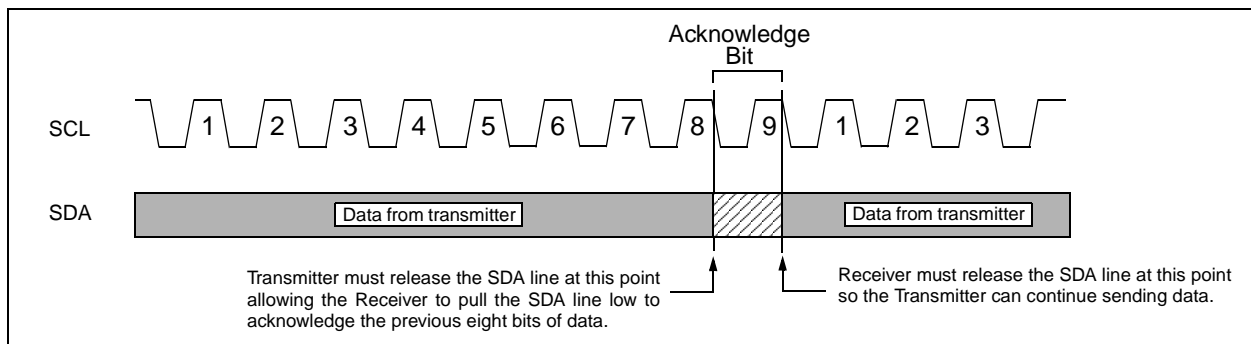 Acknowledge
Bit
SCL
1 2 3 4 5 6 7 8 9 1 2 3
SDA
Data from transmitter
Data from transmitter
Transmitter must release the SDA line at this point
allowing the Receiver to pull the SDA line low to
acknowledge the previous eight bits of data.
Receiver must release the SDA line at this point
so the Transmitter can continue sending data.